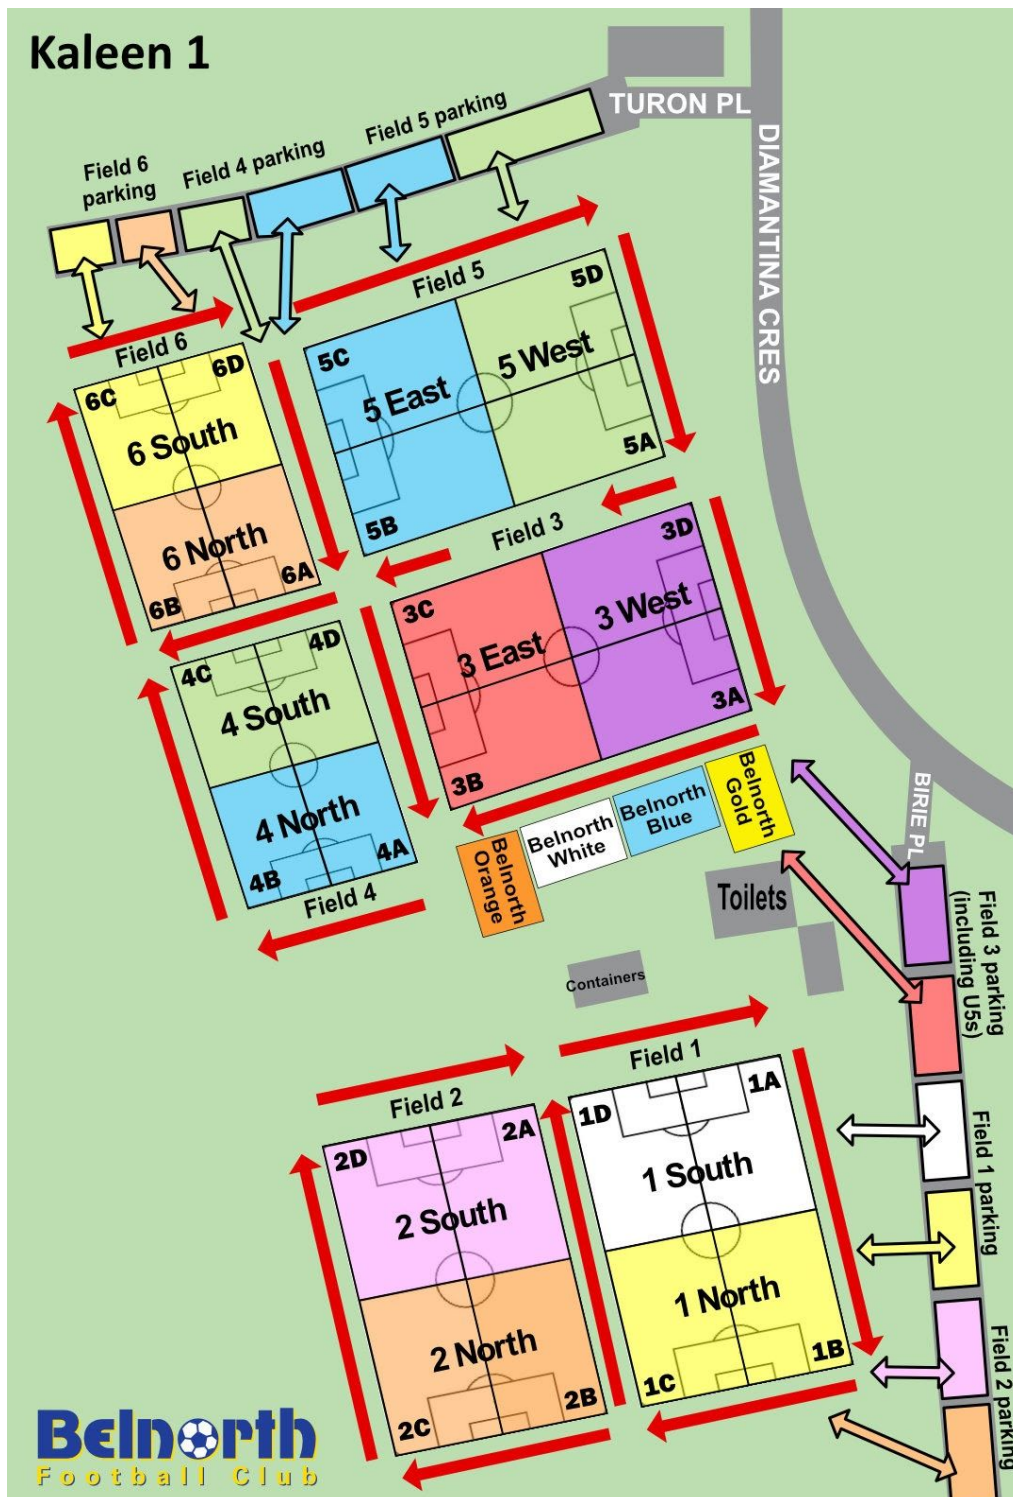 Kaleen 1
TURON PL
DIAMANTINA CRES
Field 5 parking
Field 4 parking
Field 6
parking
Field 5
5D
5C
5 West
5 East
5A
5B
Field 6
6D
6C
6 South
6 North
6A
6B
Field 3
3D
3C
3 West
3 East
3A
3B
4D
4C
4 South
4 North
4A
4B
Field 4
Belnorth
Gold
Belnorth
Blue
Belnorth
White
Belnorth
Orange
BIRIE PL
Toilets
Containers
Field 3 parking
(including U5s)
Field 1
1A
1D
1 South
1 North
1B
1C
Field 1 parking
Field 2
2A
2D
2 South
2 North
2B
2C
Field 2 parking
Belnorth
Football Club